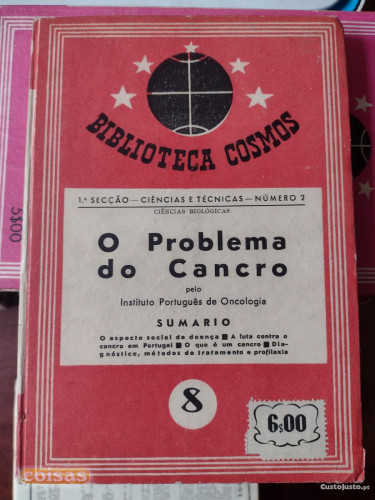 BIBLIOTECA COSMOS
1.ª SECÇÃO — CIÊNCIAS E TÉCNICAS — NÚMERO 2
CIÊNCIAS BIOLÓGICAS
O Problema
do Cancro
pelo
Instituto Português de Oncologia
SUMARIO
O aspecto social da doença ■ A luta contra o
cancro em Portugal ■ O que é um cancro ■ Dia-
gnóstico, métodos de tratamento e profilaxia
8
6$00
5$00
coisas
CustoJusto.pt